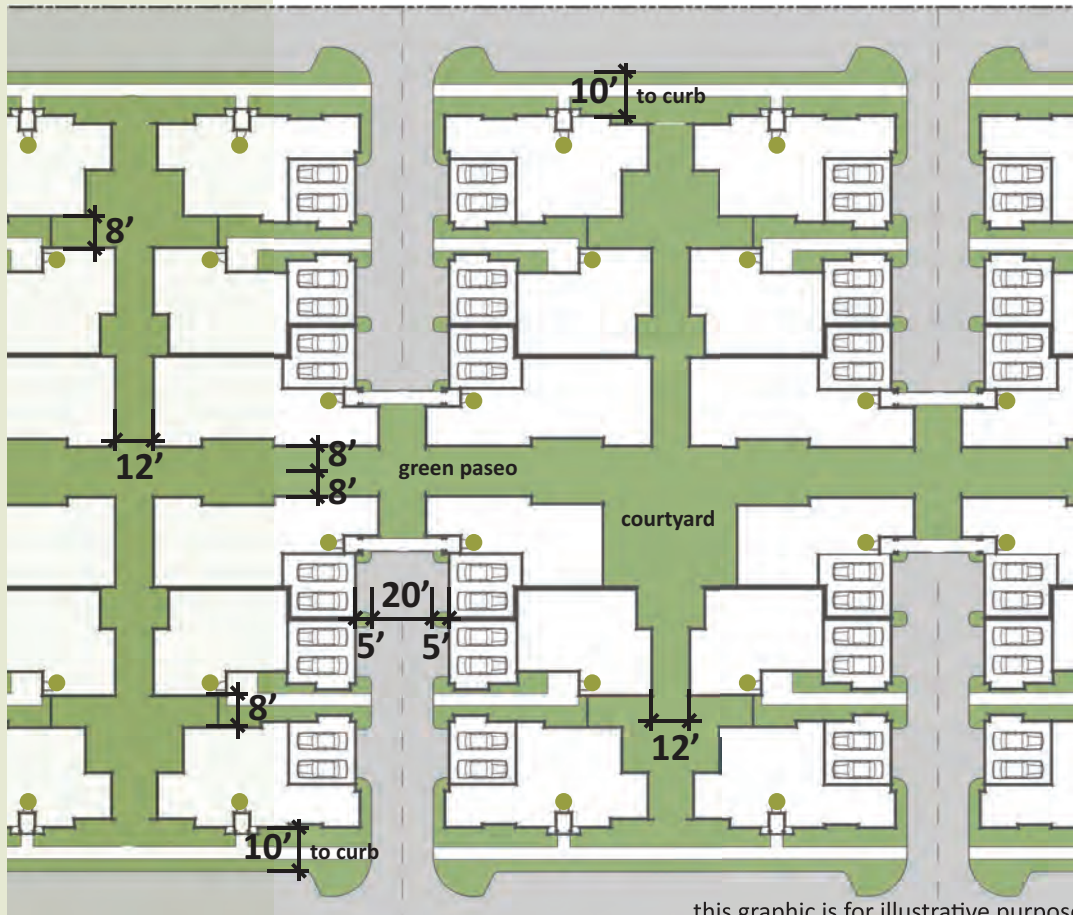 10’ to curb
8’
12’
8’
green paseo
8’
courtyard
20’
5’ 5’
8’
12’
10’ to curb
this graphic is for illustrative purpose